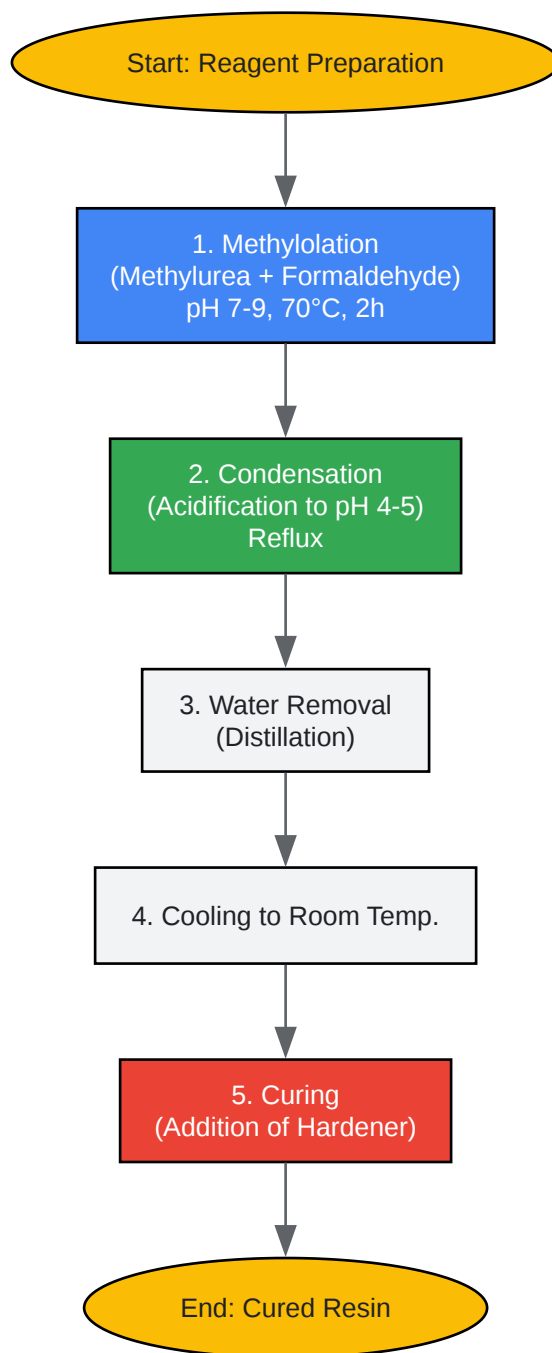 Start: Reagent Preparation
1. Methylolation
(Methylurea + Formaldehyde)
pH 7-9, 70°C, 2h
2. Condensation
(Acidification to pH 4-5)
Reflux
3. Water Removal
(Distillation)
4. Cooling to Room Temp.
5. Curing
(Addition of Hardener)
End: Cured Resin